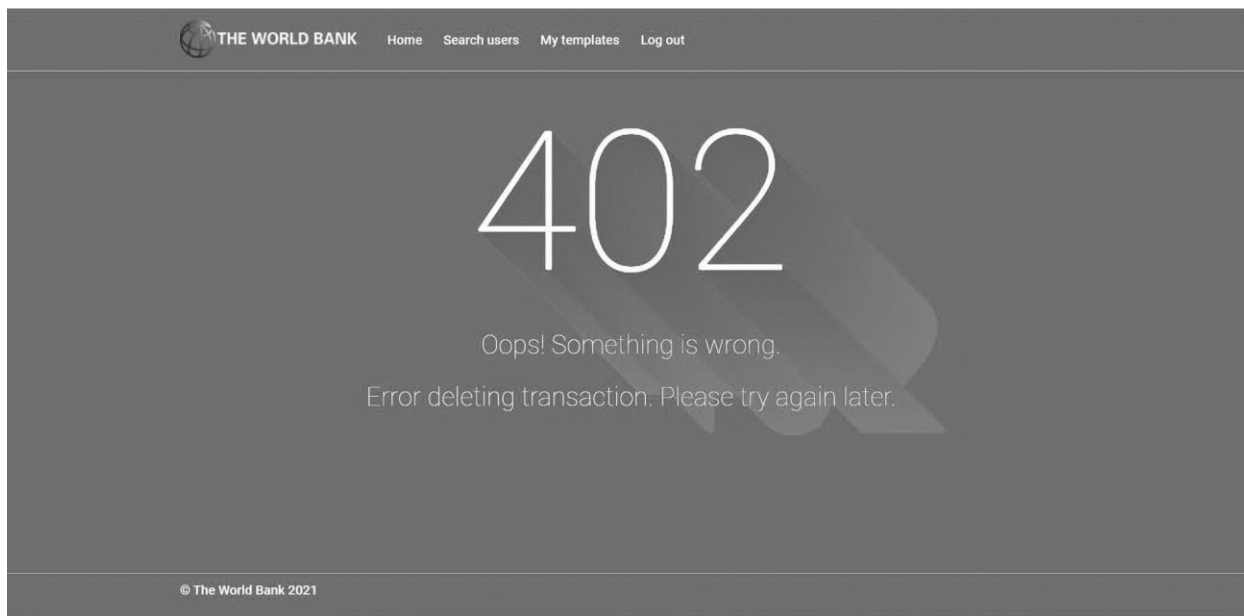 THE WORLD BANK Home Search users My templates Log out
402
Oops! Something is wrong.
Error deleting transaction. Please try again later.
© The World Bank 2021